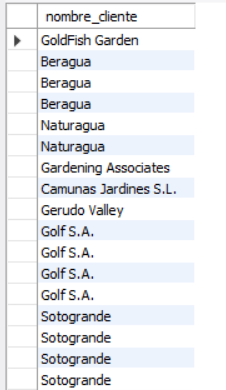 nombre_cliente
GoldFish Garden
Beragua
Beragua
Beragua
Naturagua
Naturagua
Gardening Associates
Camunas Jardines S.L.
Gerudo Valley
Golf S.A.
Golf S.A.
Golf S.A.
Golf S.A.
Sotogrande
Sotogrande
Sotogrande
Sotogrande